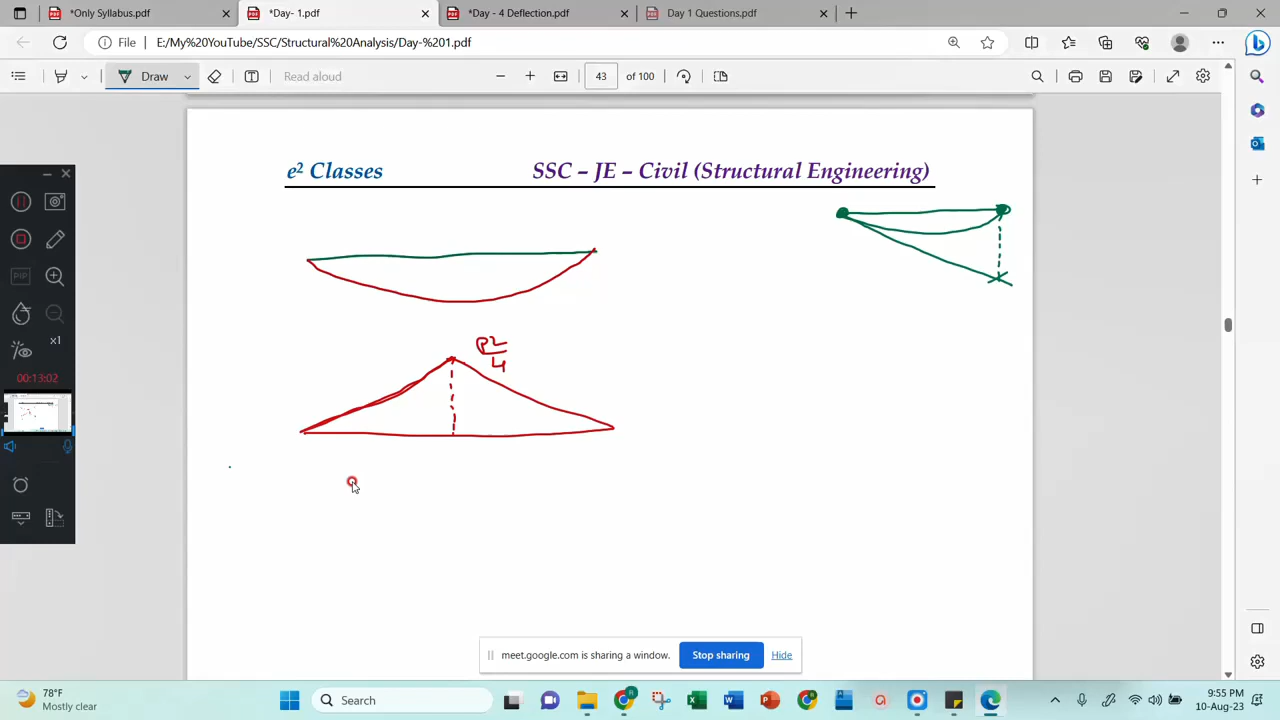 *Only Syllabus.pdf
*Day- 1.pdf
*Day - 4 Deflection.pdf
Day 1 Questions.pdf
File
E:/My%20YouTube/SSC/Structural%20Analysis/Day-%201.pdf
Draw
Read aloud
43
of 100
e² Classes
SSC – JE – Civil (Structural Engineering)
PIP
x1
00:13:02
4
meet.google.com is sharing a window.
Stop sharing
Hide
78°F
Mostly clear
Search
9:55 PM
10-Aug-23